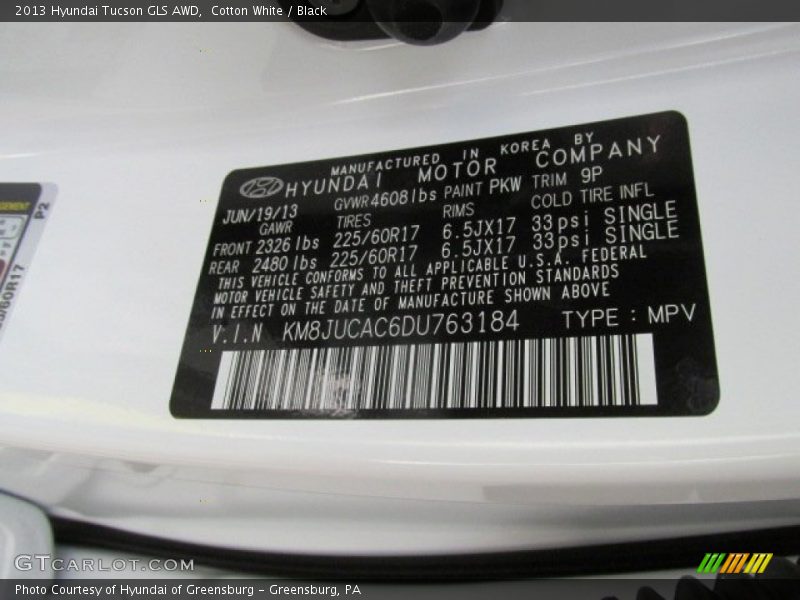 2013 Hyundai Tucson GLS AWD, Cotton White / Black
MANUFACTURED IN KOREA BY
HYUNDAI MOTOR COMPANY
JUN/19/13 GVWR 4608 lbs PAINT PKW TRIM 9P
GAWR TIRES RIMS COLD TIRE INFL
FRONT 2326 lbs 225/60R17 6.5JX17 33psi SINGLE
REAR 2480 lbs 225/60R17 6.5JX17 33psi SINGLE
THIS VEHICLE CONFORMS TO ALL APPLICABLE U.S.A. FEDERAL
MOTOR VEHICLE SAFETY AND THEFT PREVENTION STANDARDS
IN EFFECT ON THE DATE OF MANUFACTURE SHOWN ABOVE
V.I.N KM8JUCAC6DU763184 TYPE : MPV
P2
GTCARLOT.COM
Photo Courtesy of Hyundai of Greensburg - Greensburg, PA